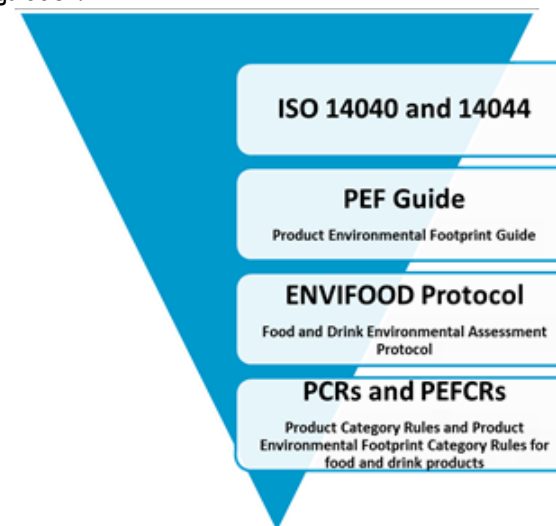 ISO 14040 and 14044
PEF Guide
Product Environmental Footprint Guide
ENVIFOOD Protocol
Food and Drink Environmental Assessment
Protocol
PCRs and PEFCRs
Product Category Rules and Product
Environmental Footprint Category Rules for
food and drink products